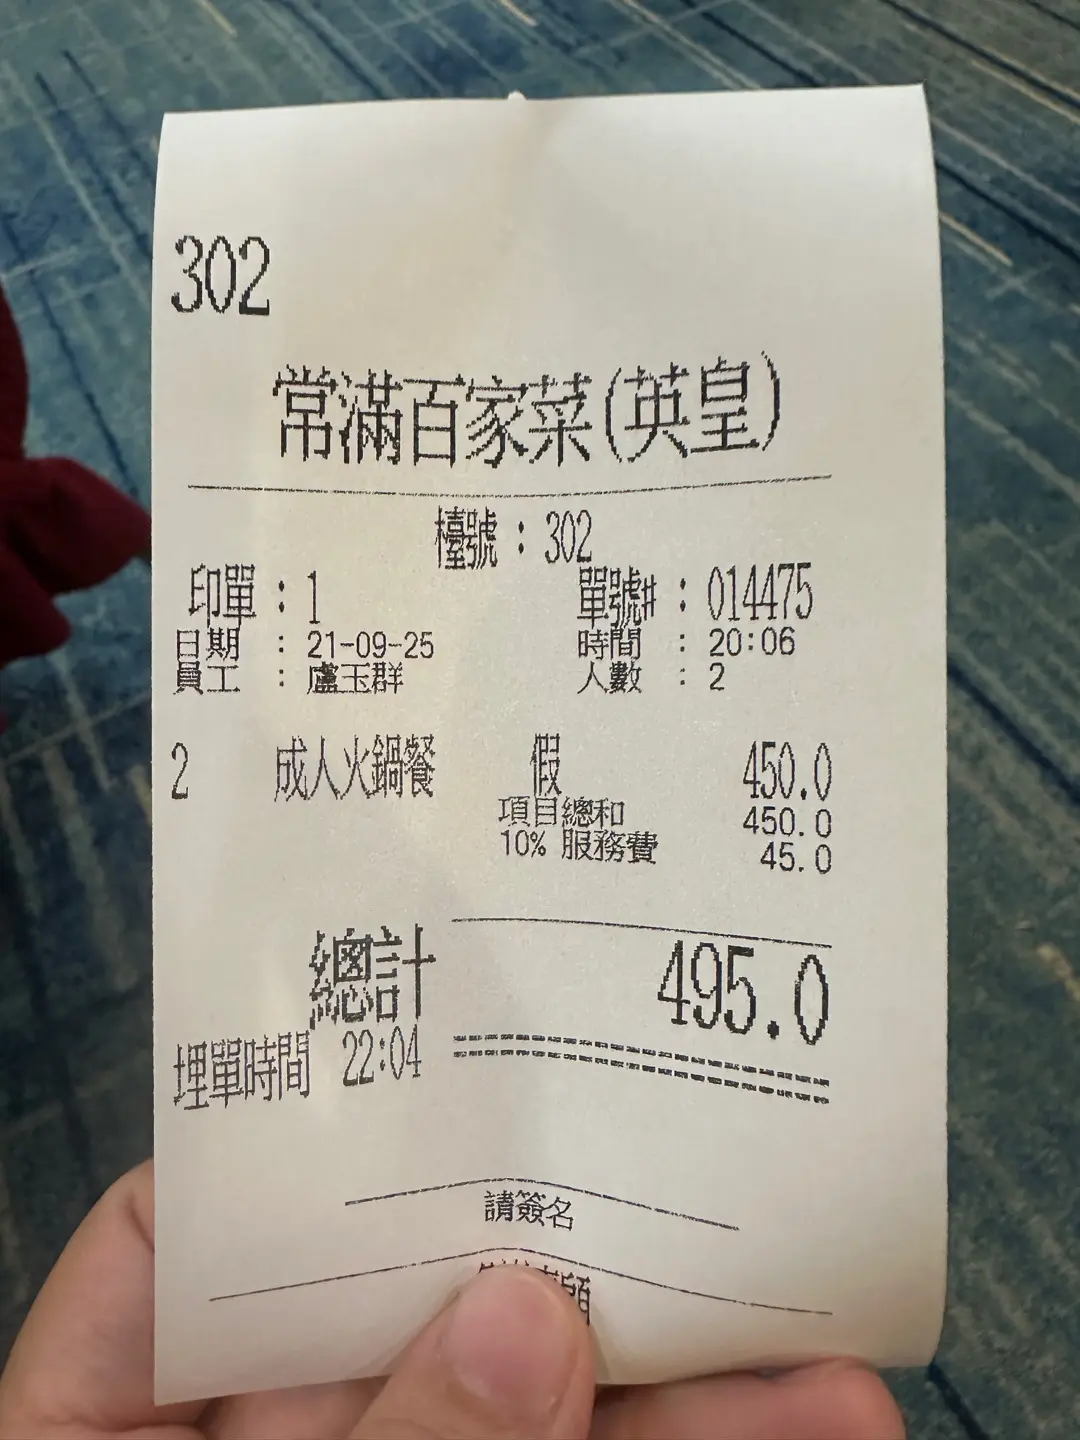 302
常滿百家菜(英皇)
檯號 : 302
印單 : 1 單號# : 014475
日期 : 21-09-25 時間 : 20:06
員工 : 盧玉群 人數 : 2
2 成人火鍋餐 假 450.0
項目總和 450.0
10% 服務費 45.0
總計 495.0
埋單時間 22:04
請簽名